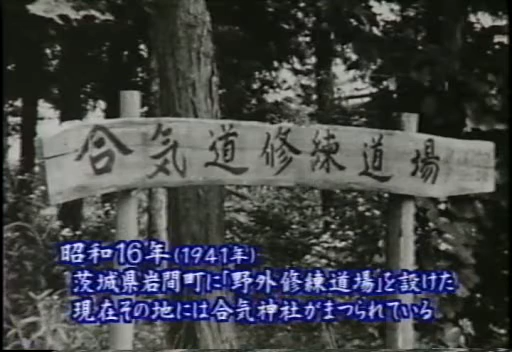 合気道修練道場
昭和16年(1941年)
茨城県岩間町に「野外修練道場」を設けた
現在その地には合気神社がまつられている